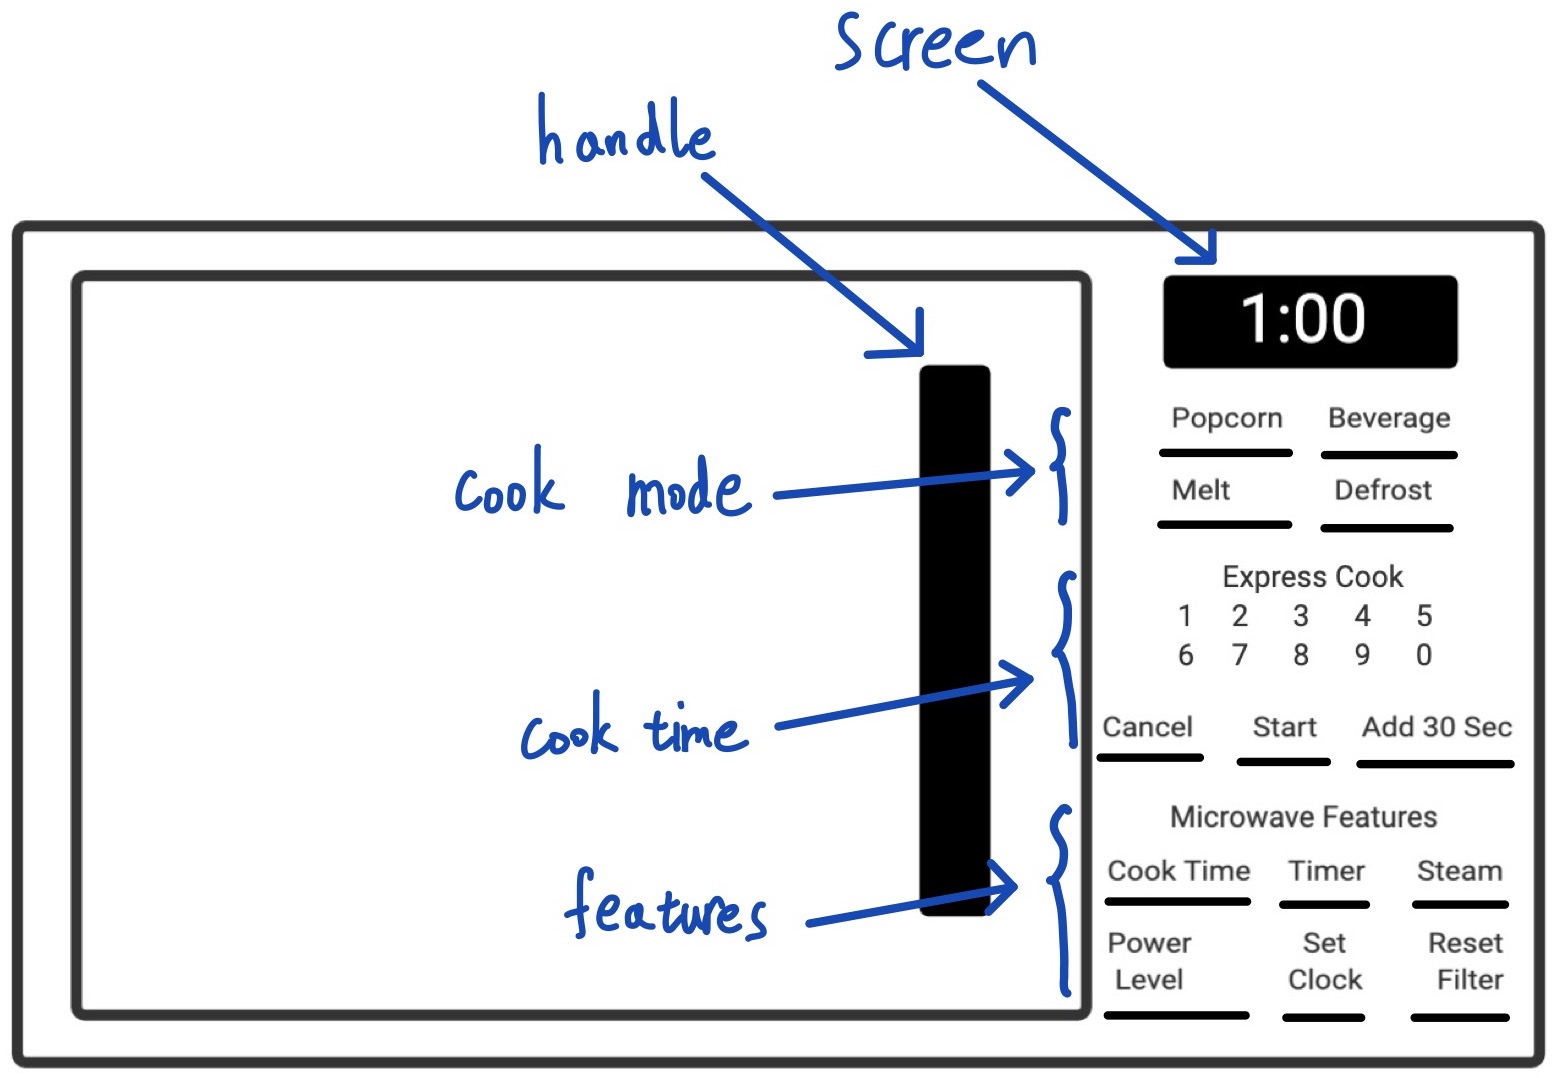 screen
handle
1:00
Popcorn Beverage
cook mode
Melt Defrost
Express Cook
1 2 3 4 5
6 7 8 9 0
cook time
Cancel Start Add 30 Sec
Microwave Features
Cook Time Timer Steam
features
Power Set Reset
Level Clock Filter